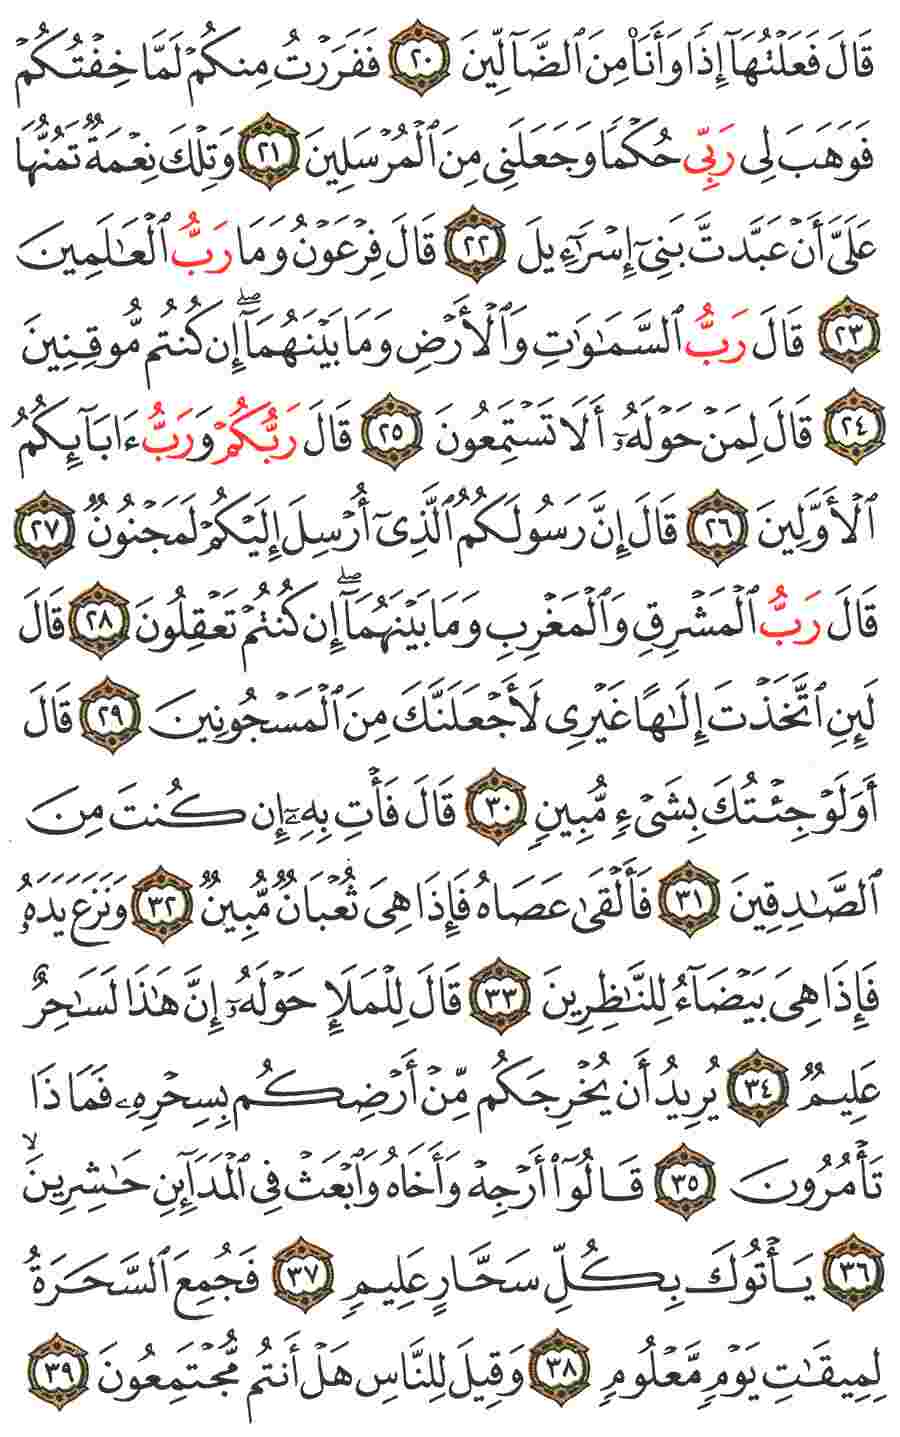 قَالَ فَعَلْتُهَآ إِذًا وَأَنَا۠ مِنَ ٱلضَّآلِّينَ ٢٠ فَفَرَرْتُ مِنكُمْ لَمَّا خِفْتُكُمْ
فَوَهَبَ لِى رَبِّى حُكْمًا وَجَعَلَنِى مِنَ ٱلْمُرْسَلِينَ ٢١ وَتِلْكَ نِعْمَةٌ تَمُنُّهَا
عَلَىَّ أَنْ عَبَّدتَّ بَنِىٓ إِسْرَٰٓءِيلَ ٢٢ قَالَ فِرْعَوْنُ وَمَا رَبُّ ٱلْعَـٰلَمِينَ
٢٣ قَالَ رَبُّ ٱلسَّمَـٰوَٰتِ وَٱلْأَرْضِ وَمَا بَيْنَهُمَآ ۖ إِن كُنتُم مُّوقِنِينَ
٢٤ قَالَ لِمَنْ حَوْلَهُۥٓ أَلَا تَسْتَمِعُونَ ٢٥ قَالَ رَبُّكُمْ وَرَبُّ ءَابَآئِكُمُ
ٱلْأَوَّلِينَ ٢٦ قَالَ إِنَّ رَسُولَكُمُ ٱلَّذِىٓ أُرْسِلَ إِلَيْكُمْ لَمَجْنُونٌ ٢٧
قَالَ رَبُّ ٱلْمَشْرِقِ وَٱلْمَغْرِبِ وَمَا بَيْنَهُمَآ ۖ إِن كُنتُمْ تَعْقِلُونَ ٢٨ قَالَ
لَئِنِ ٱتَّخَذْتَ إِلَـٰهًا غَيْرِى لَأَجْعَلَنَّكَ مِنَ ٱلْمَسْجُونِينَ ٢٩ قَالَ
أَوَلَوْ جِئْتُكَ بِشَىْءٍ مُّبِينٍ ٣٠ قَالَ فَأْتِ بِهِۦٓ إِن كُنتَ مِنَ
ٱلصَّـٰدِقِينَ ٣١ فَأَلْقَىٰ عَصَاهُ فَإِذَا هِىَ ثُعْبَانٌ مُّبِينٌ ٣٢ وَنَزَعَ يَدَهُۥ
فَإِذَا هِىَ بَيْضَآءُ لِلنَّـٰظِرِينَ ٣٣ قَالَ لِلْمَلَإِ حَوْلَهُۥٓ إِنَّ هَـٰذَا لَسَـٰحِرٌ
عَلِيمٌ ٣٤ يُرِيدُ أَن يُخْرِجَكُم مِّنْ أَرْضِكُم بِسِحْرِهِۦ فَمَاذَا
تَأْمُرُونَ ٣٥ قَالُوٓا۟ أَرْجِهْ وَأَخَاهُ وَٱبْعَثْ فِى ٱلْمَدَآئِنِ حَـٰشِرِينَ ۙ
٣٦ يَأْتُوكَ بِكُلِّ سَحَّارٍ عَلِيمٍ ٣٧ فَجُمِعَ ٱلسَّحَرَةُ
لِمِيقَـٰتِ يَوْمٍ مَّعْلُومٍ ٣٨ وَقِيلَ لِلنَّاسِ هَلْ أَنتُم مُّجْتَمِعُونَ ٣٩